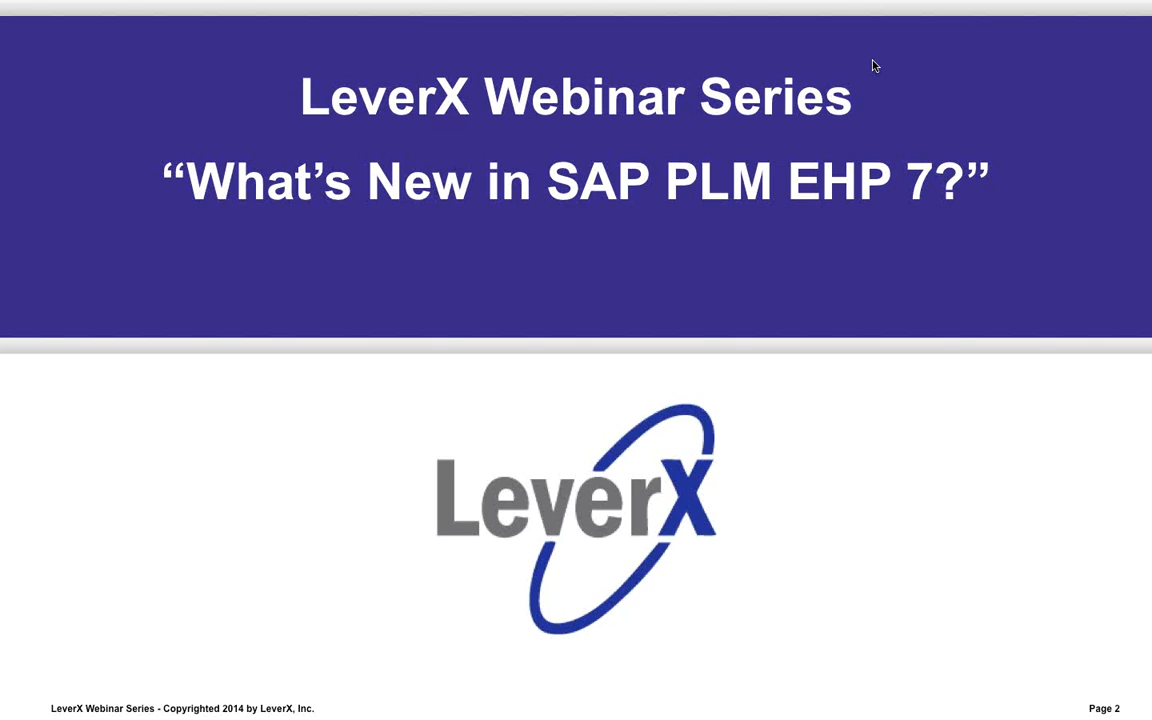 LeverX Webinar Series
“What’s New in SAP PLM EHP 7?”
LeverX
LeverX Webinar Series - Copyrighted 2014 by LeverX, Inc.
Page 2